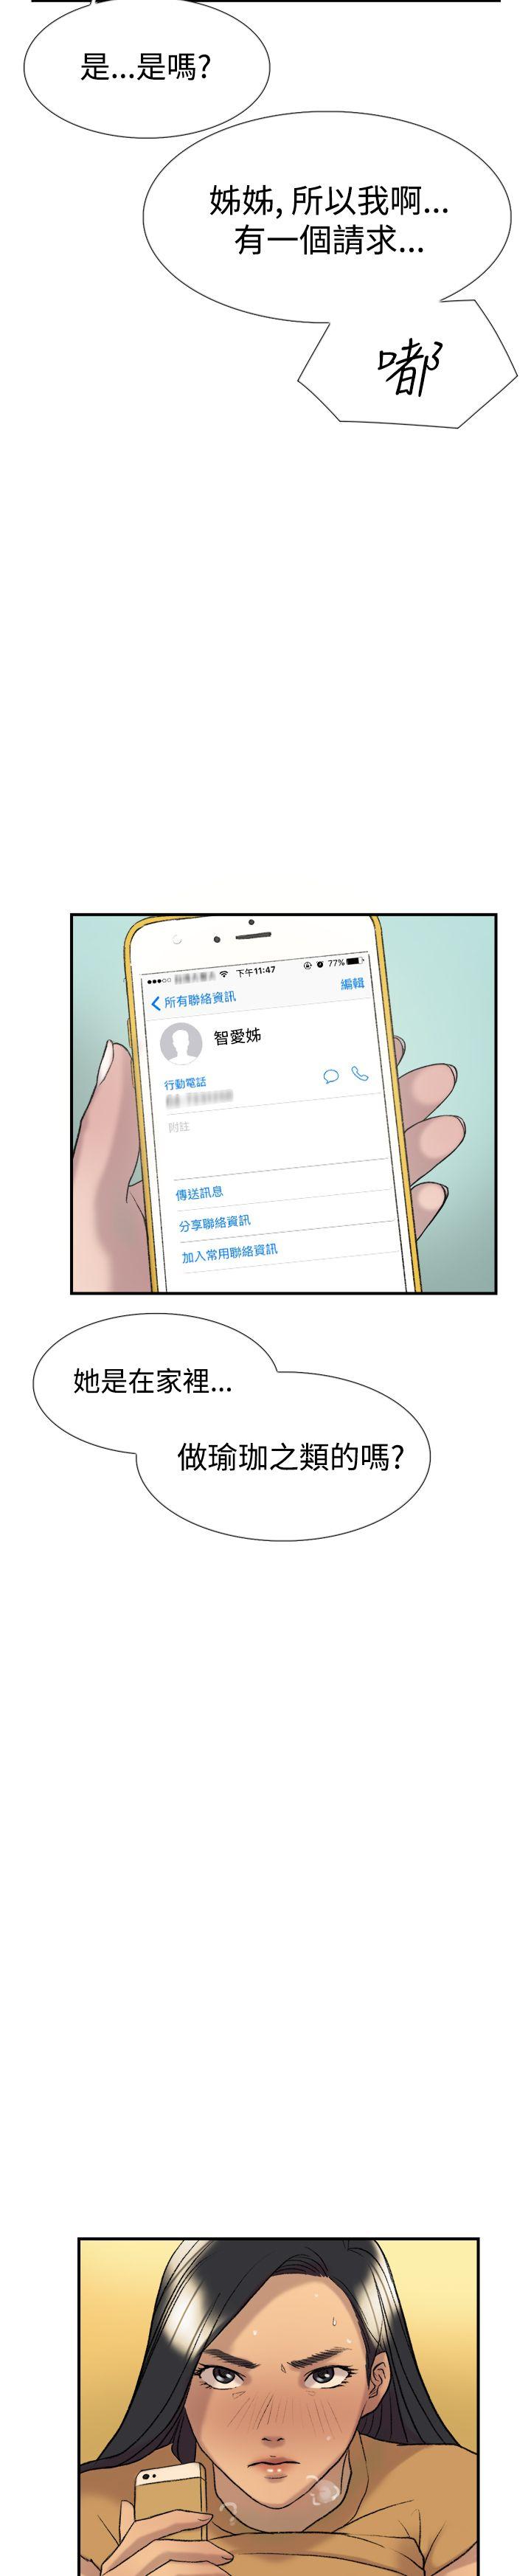 是...是嗎?
姊姊, 所以我啊...
有一個請求...
嘟
下午11:47
77%
所有聯絡資訊
編輯
智愛姊
行動電話
附註
傳送訊息
分享聯絡資訊
加入常用聯絡資訊
她是在家裡...
做瑜珈之類的嗎?